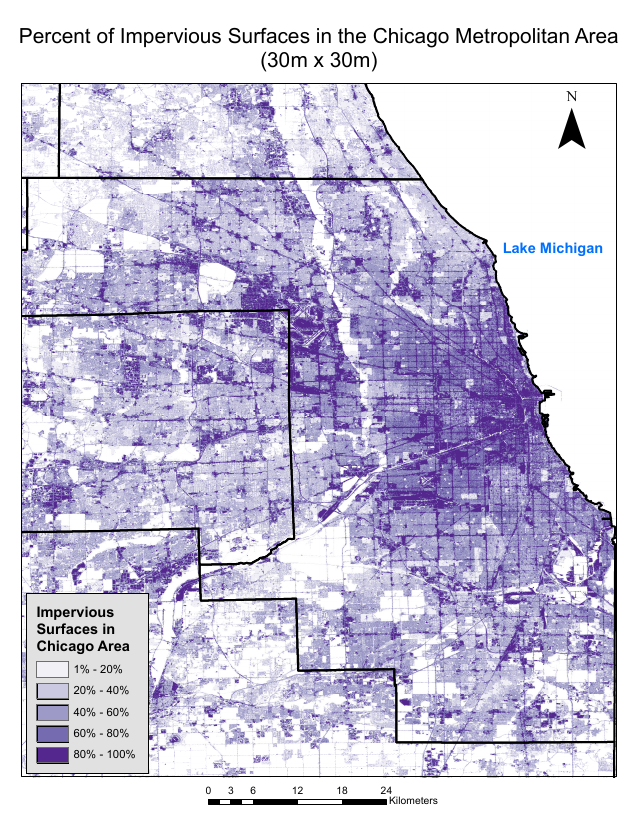 Percent of Impervious Surfaces in the Chicago Metropolitan Area
(30m x 30m)
N
Lake Michigan
Impervious
Surfaces in
Chicago Area
1% - 20%
20% - 40%
40% - 60%
60% - 80%
80% - 100%
0 3 6 12 18 24
Kilometers